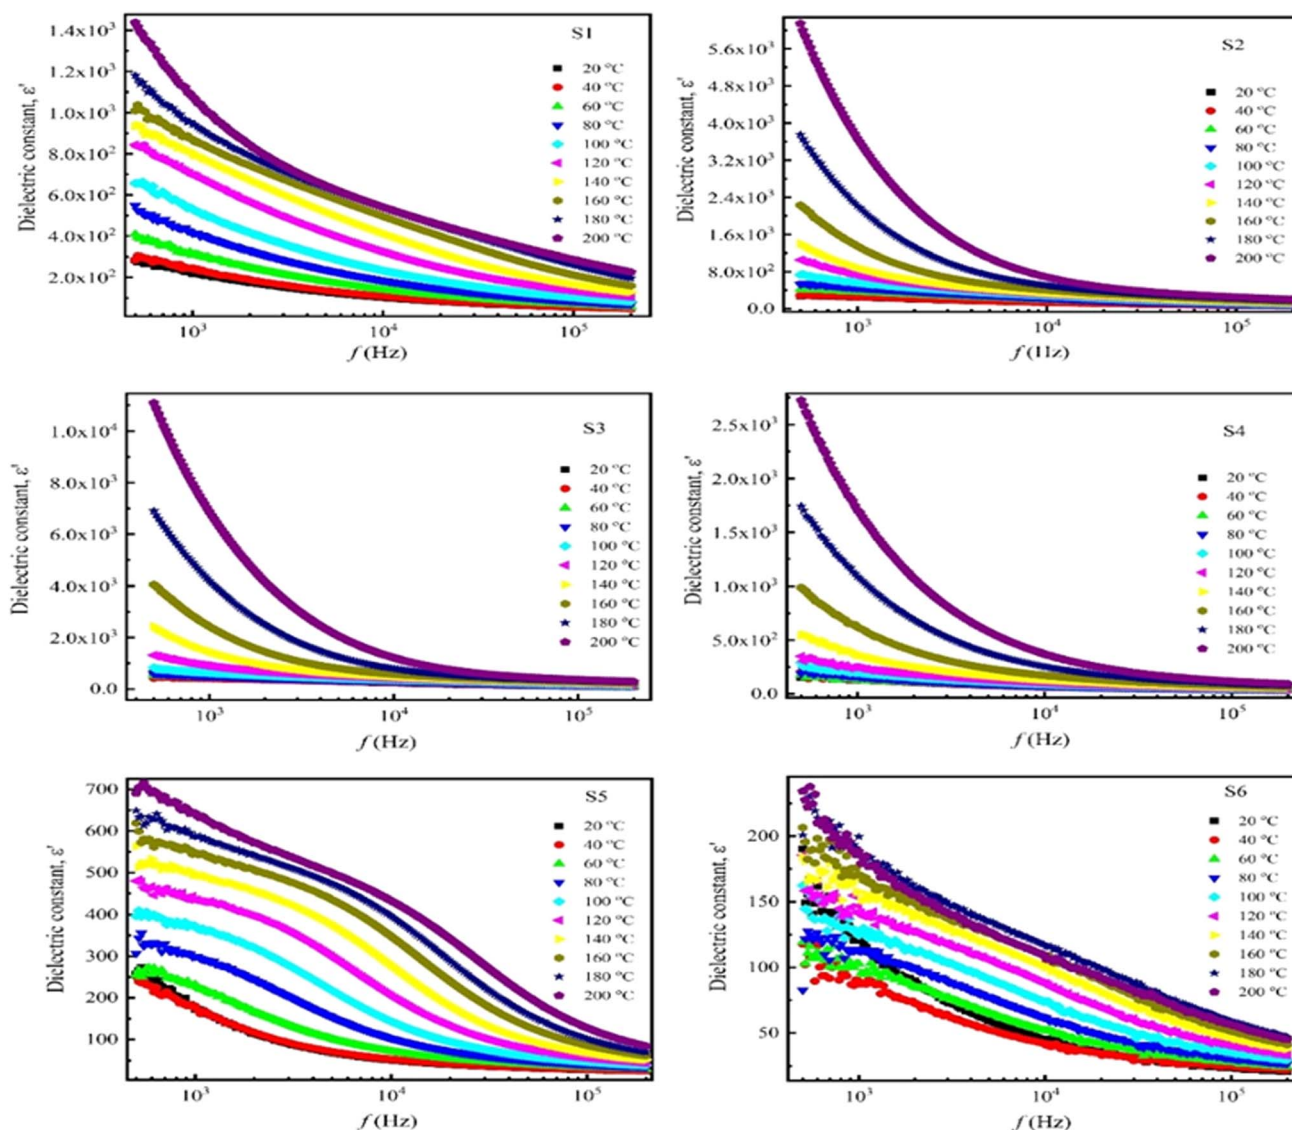 S1
Dielectric constant, ε'
1.4x10³
1.2x10³
1.0x10³
8.0x10²
6.0x10²
4.0x10²
2.0x10²
20 °C
40 °C
60 °C
80 °C
100 °C
120 °C
140 °C
160 °C
180 °C
200 °C
10³
10⁴
10⁵
f (Hz)
S2
Dielectric constant, ε'
5.6x10³
4.8x10³
4.0x10³
3.2x10³
2.4x10³
1.6x10³
8.0x10²
0.0
20 °C
40 °C
60 °C
80 °C
100 °C
120 °C
140 °C
160 °C
180 °C
200 °C
10³
10⁴
10⁵
f (Hz)
S3
Dielectric constant, ε'
1.0x10⁴
8.0x10³
6.0x10³
4.0x10³
2.0x10³
0.0
20 °C
40 °C
60 °C
80 °C
100 °C
120 °C
140 °C
160 °C
180 °C
200 °C
10³
10⁴
10⁵
f (Hz)
S4
Dielectric constant, ε'
2.5x10³
2.0x10³
1.5x10³
1.0x10³
5.0x10²
0.0
20 °C
40 °C
60 °C
80 °C
100 °C
120 °C
140 °C
160 °C
180 °C
200 °C
10³
10⁴
10⁵
f (Hz)
S5
Dielectric constant, ε'
700
600
500
400
300
200
100
20 °C
40 °C
60 °C
80 °C
100 °C
120 °C
140 °C
160 °C
180 °C
200 °C
10³
10⁴
10⁵
f (Hz)
S6
Dielectric constant, ε'
200
150
100
50
20 °C
40 °C
60 °C
80 °C
100 °C
120 °C
140 °C
160 °C
180 °C
200 °C
10³
10⁴
10⁵
f (Hz)